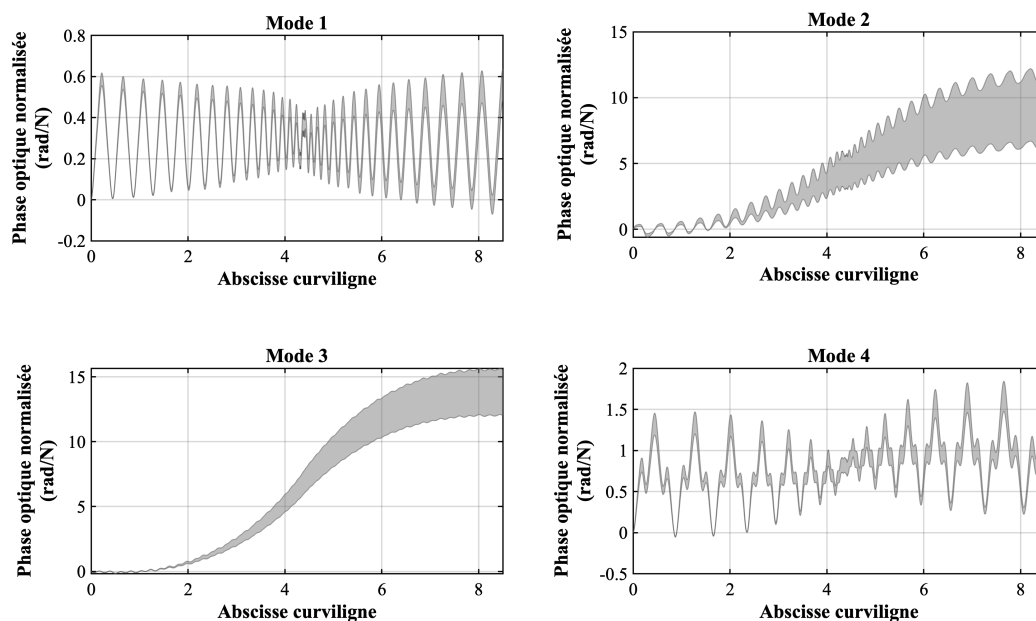 Mode 1
Phase optique normalisée
(rad/N)
0.8
0.6
0.4
0.2
0
-0.2
0 2 4 6 8
Abscisse curviligne
Mode 2
Phase optique normalisée
(rad/N)
15
10
5
0
0 2 4 6 8
Abscisse curviligne
Mode 3
Phase optique normalisée
(rad/N)
15
10
5
0
0 2 4 6 8
Abscisse curviligne
Mode 4
Phase optique normalisée
(rad/N)
2
1.5
1
0.5
0
-0.5
0 2 4 6 8
Abscisse curviligne